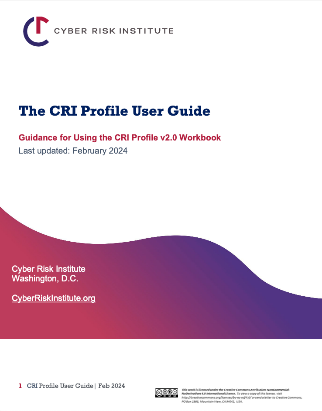 CYBER RISK INSTITUTE
The CRI Profile User Guide
Guidance for Using the CRI Profile v2.0 Workbook
Last updated: February 2024
Cyber Risk Institute
Washington, D.C.
CyberRiskInstitute.org
1 CRI Profile User Guide | Feb 2024